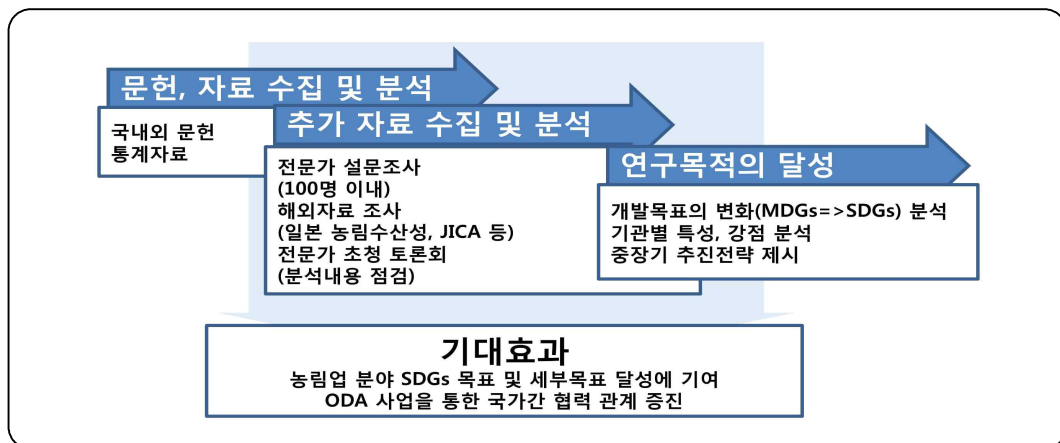 문헌, 자료 수집 및 분석
국내외 문헌
통계자료
추가 자료 수집 및 분석
전문가 설문조사
(100명 이내)
해외자료 조사
(일본 농림수산성, JICA 등)
전문가 초청 토론회
(분석내용 점검)
연구목적의 달성
개발목표의 변화(MDGs=>SDGs) 분석
기관별 특성, 강점 분석
중장기 추진전략 제시
기대효과
농림업 분야 SDGs 목표 및 세부목표 달성에 기여
ODA 사업을 통한 국가간 협력 관계 증진